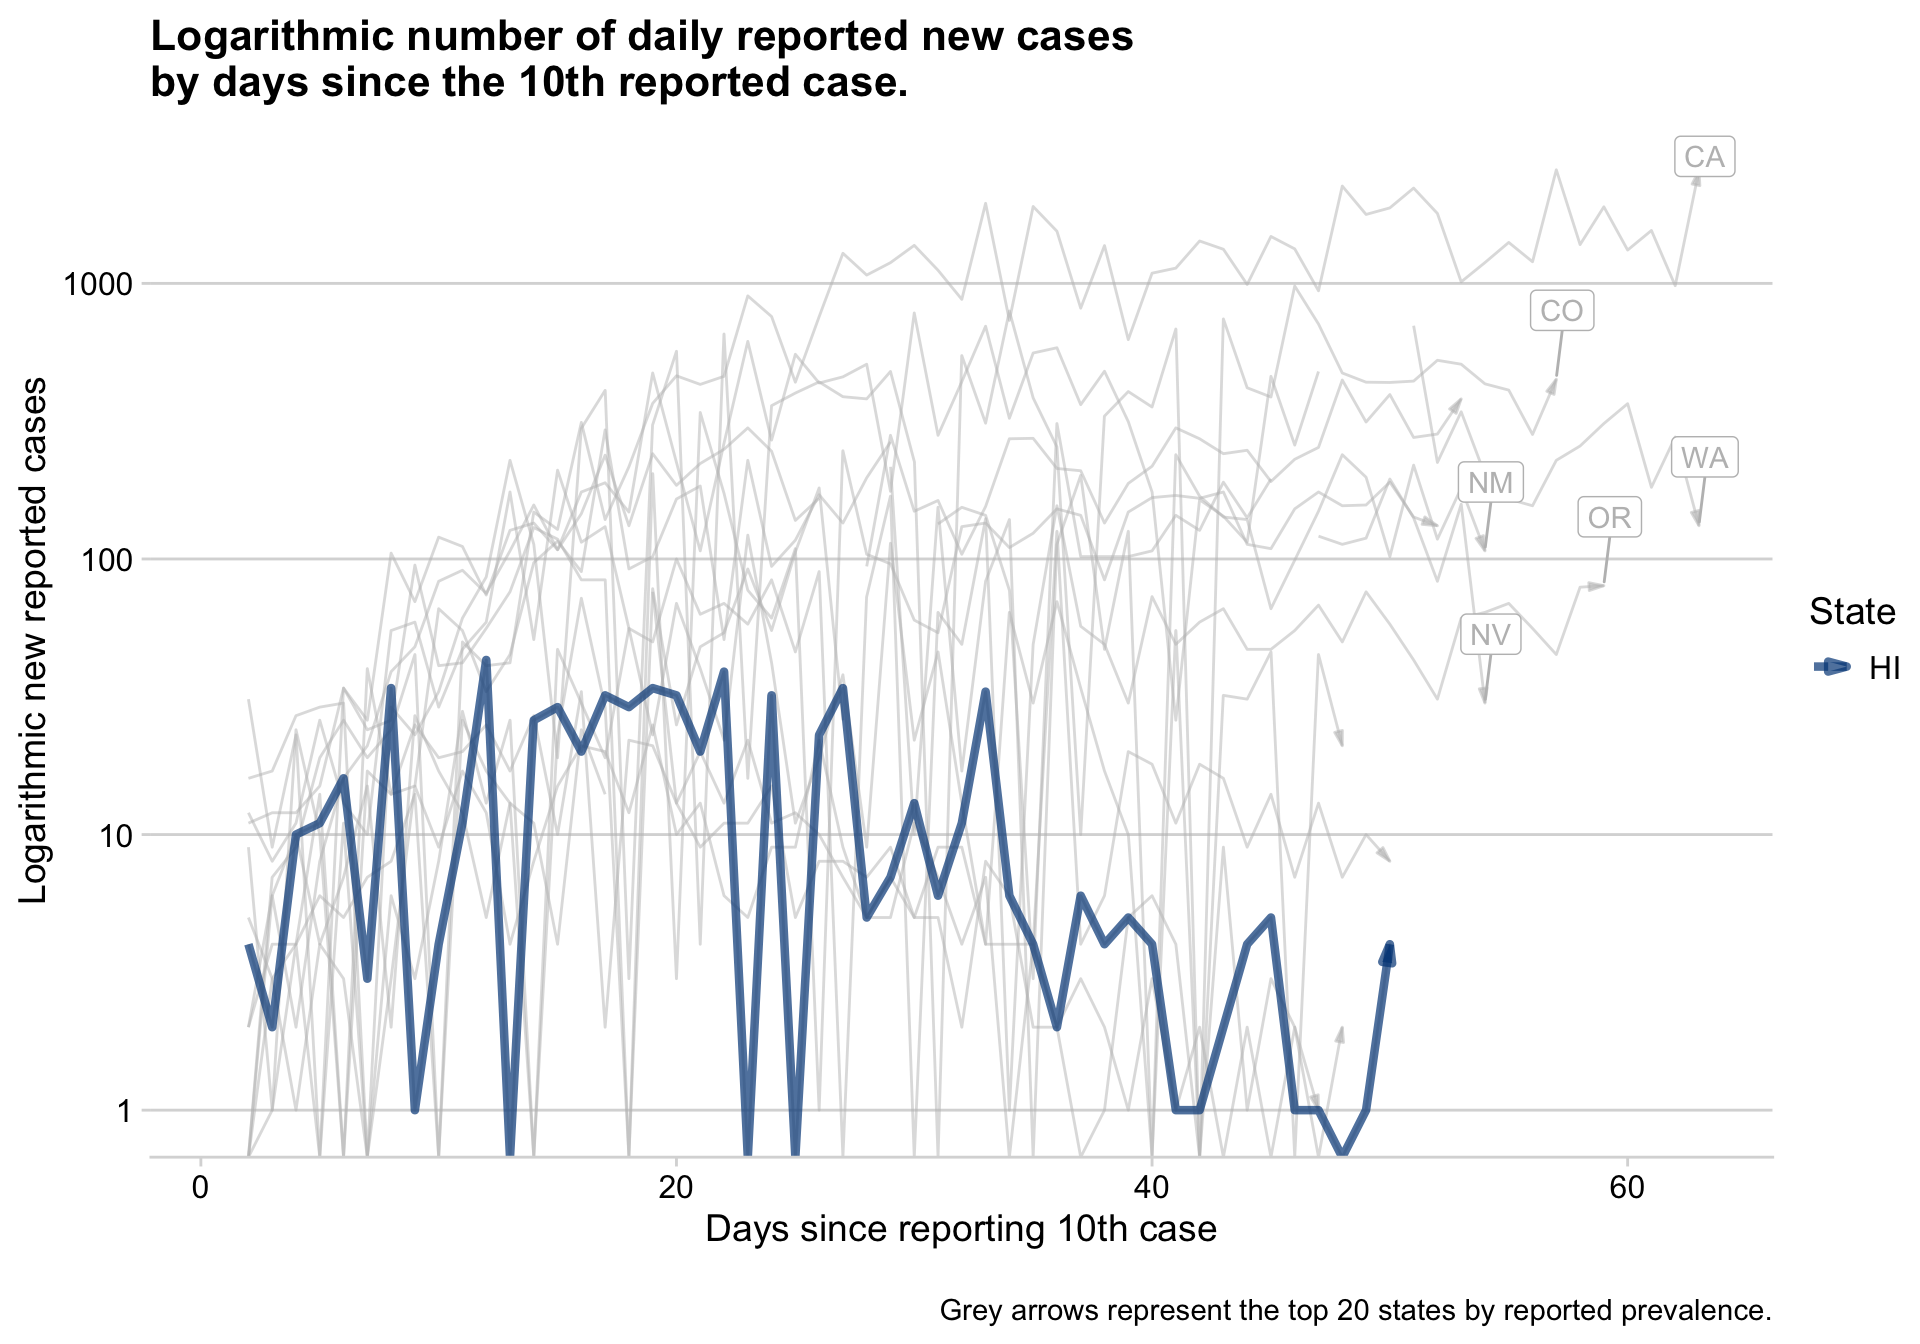 Logarithmic number of daily reported new cases
by days since the 10th reported case.
Logarithmic new reported cases
1000
100
10
1
CA
CO
WA
NM
OR
NV
State
HI
0
20
40
60
Days since reporting 10th case
Grey arrows represent the top 20 states by reported prevalence.